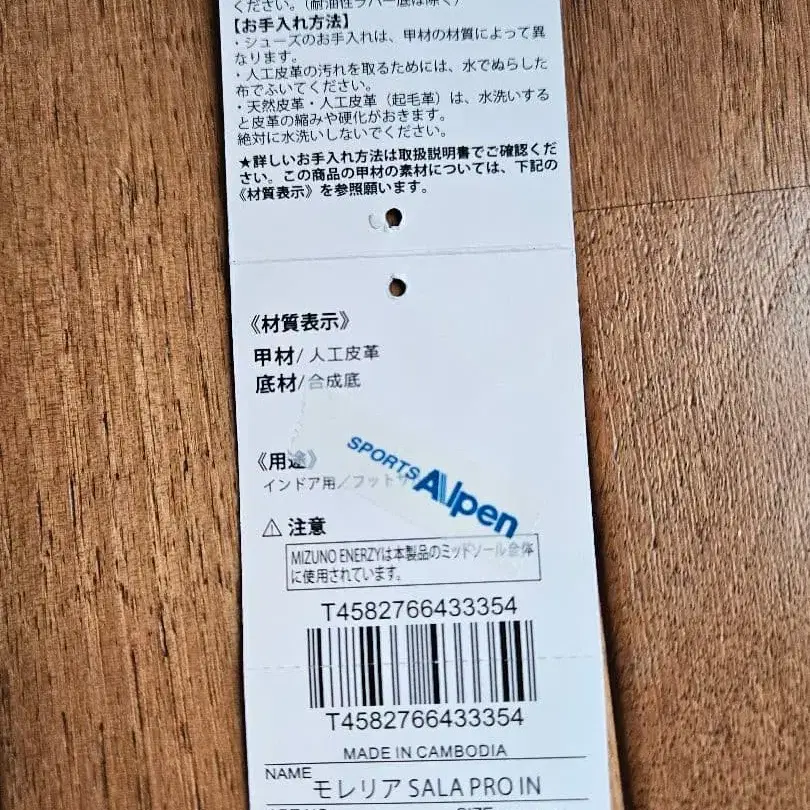 ください。（耐油性ラバー底は除く）
【お手入れ方法】
・シューズのお手入れは、甲材の材質によって異
なります。
・人工皮革の汚れを取るためには、水でぬらした
布でふいてください。
・天然皮革・人工皮革（起毛革）は、水洗いする
と皮革の縮みや硬化がおきます。
絶対に水洗いしないでください。
★詳しいお手入れ方法は取扱説明書でご確認くだ
さい。この商品の甲材の素材については、下記の
《材質表示》を参照願います。
《材質表示》
甲材/人工皮革
底材/合成底
SPORTS Alpen
《用途》
インドア用／フットサ
⚠ 注意
MIZUNO ENERZYは本製品のミッドソール全体
に使用されています。
T4582766433354
T4582766433354
MADE IN CAMBODIA
NAME モレリア SALA PRO IN